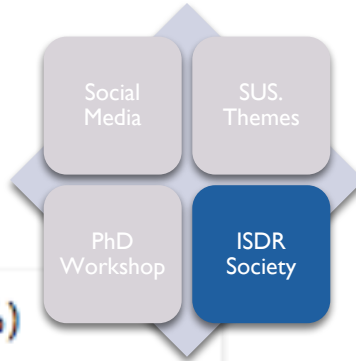 Social
Media
SUS.
Themes
PhD
Workshop
ISDR
Society
)